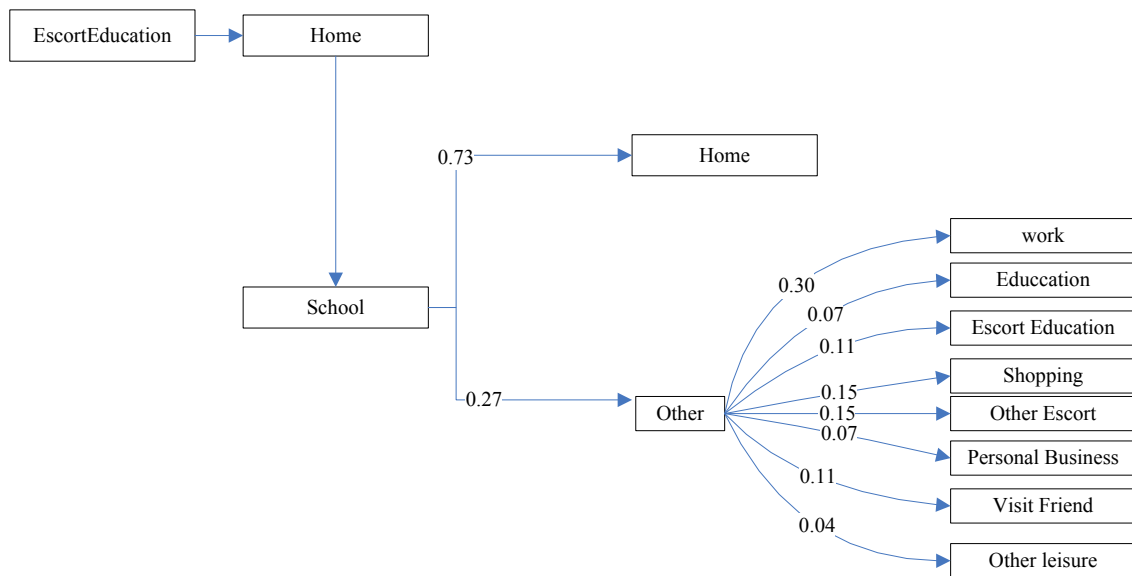 EscortEducation
Home
0.73
Home
work
0.30
Educcation
School
0.07
Escort Education
0.11
Shopping
0.15
0.27
Other
0.15
Other Escort
0.07
Personal Business
0.11
Visit Friend
0.04
Other leisure